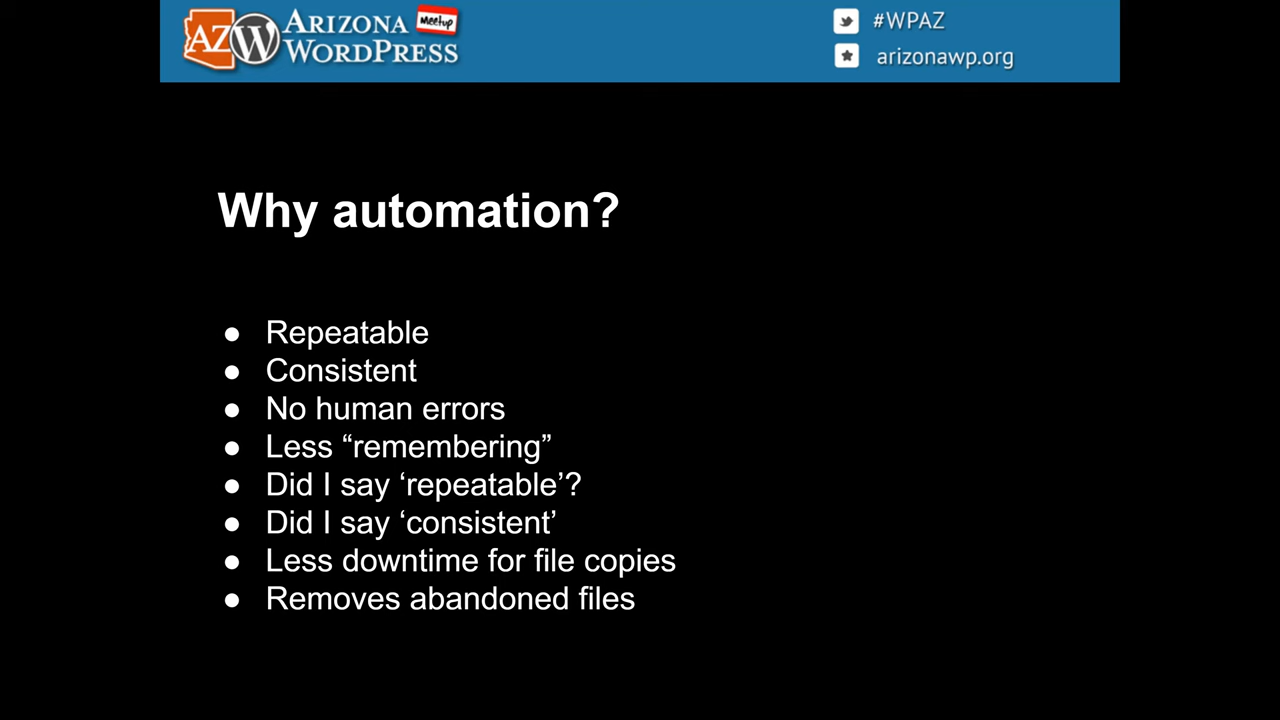 AZ
W
ARIZONA
Meetup
WORDPRESS
#WPAZ
arizonawp.org
Why automation?
● Repeatable
● Consistent
● No human errors
● Less “remembering”
● Did I say ‘repeatable’?
● Did I say ‘consistent’
● Less downtime for file copies
● Removes abandoned files